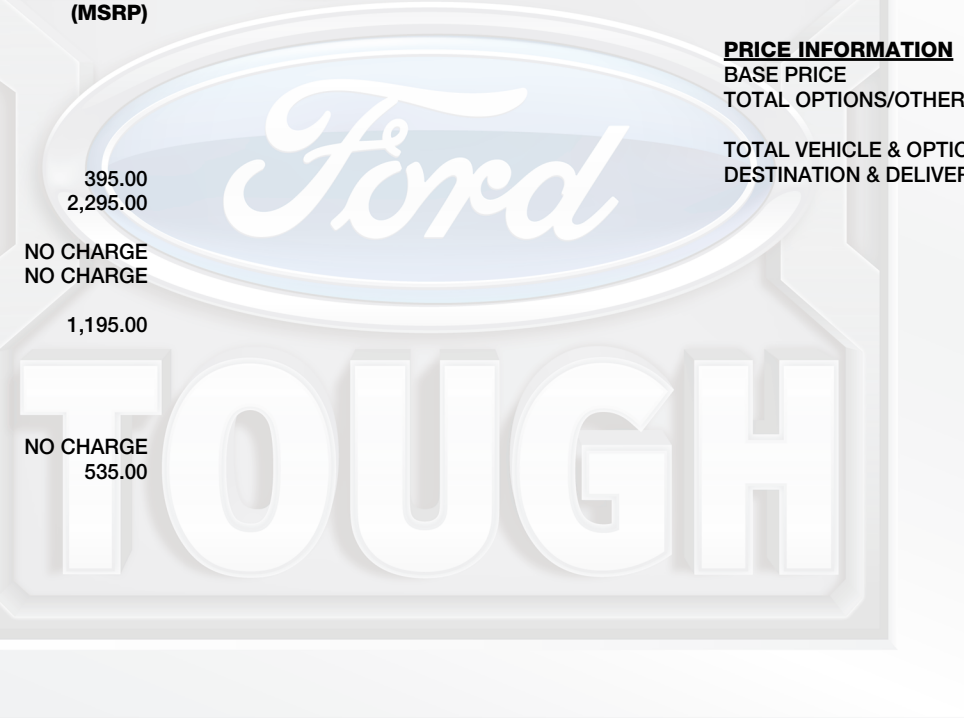 (MSRP)
395.00
2,295.00
NO CHARGE
NO CHARGE
1,195.00
NO CHARGE
535.00
PRICE INFORMATION
BASE PRICE
TOTAL OPTIONS/OTHER
TOTAL VEHICLE & OPTIO
DESTINATION & DELIVER
Ford
TOUGH